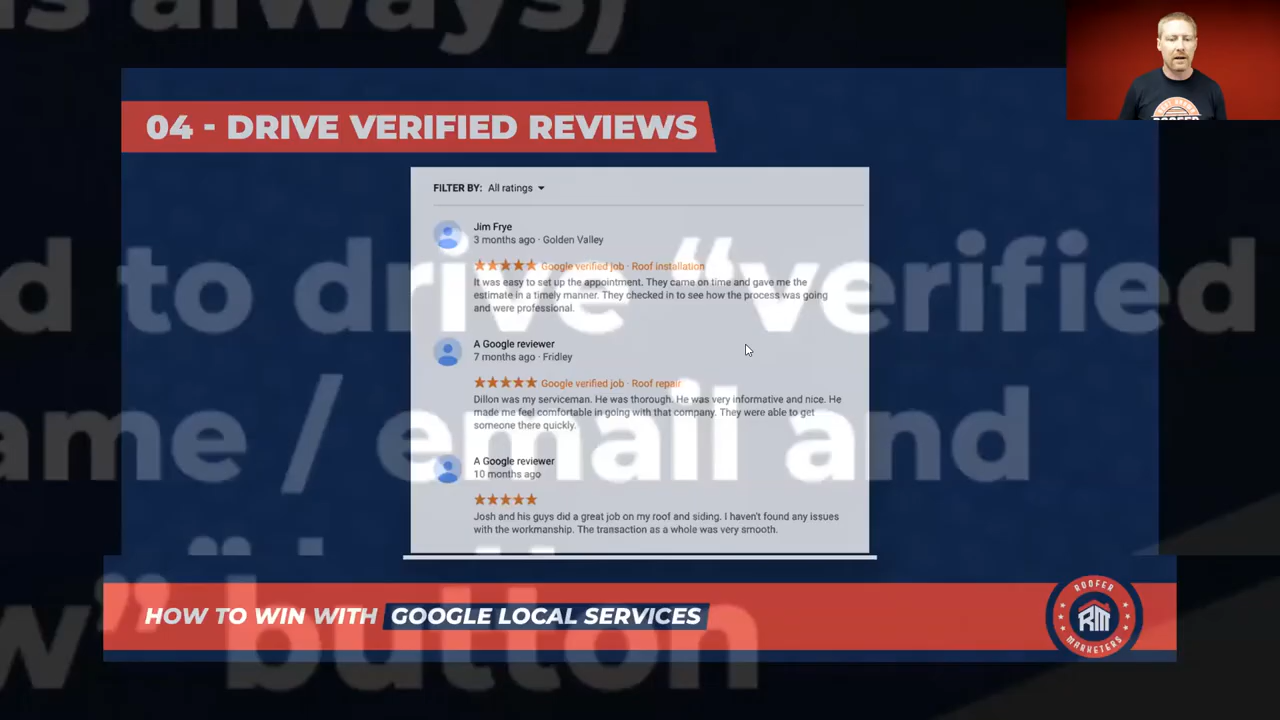 s always)
04 - DRIVE VERIFIED REVIEWS
FILTER BY: All ratings
Jim Frye
3 months ago · Golden Valley
Google verified job · Roof installation
It was easy to set up the appointment. They came on time and gave me the
estimate in a timely manner. They checked in to see how the process was going
and were professional.
d to drive “verified
A Google reviewer
7 months ago · Fridley
Google verified job · Roof repair
Dillon was my serviceman. He was thorough. He was very informative and nice. He
made me feel comfortable in going with that company. They were able to get
someone there quickly.
ame / email and
A Google reviewer
10 months ago
Josh and his guys did a great job on my roof and siding. I haven't found any issues
with the workmanship. The transaction as a whole was very smooth.
HOW TO WIN WITH GOOGLE LOCAL SERVICES
w” button
ROOFER
RM
MARKETERS
ROOFER